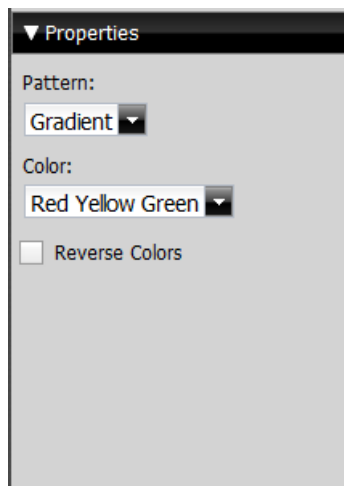 Properties
Pattern:
Gradient
Color:
Red Yellow Green
Reverse Colors